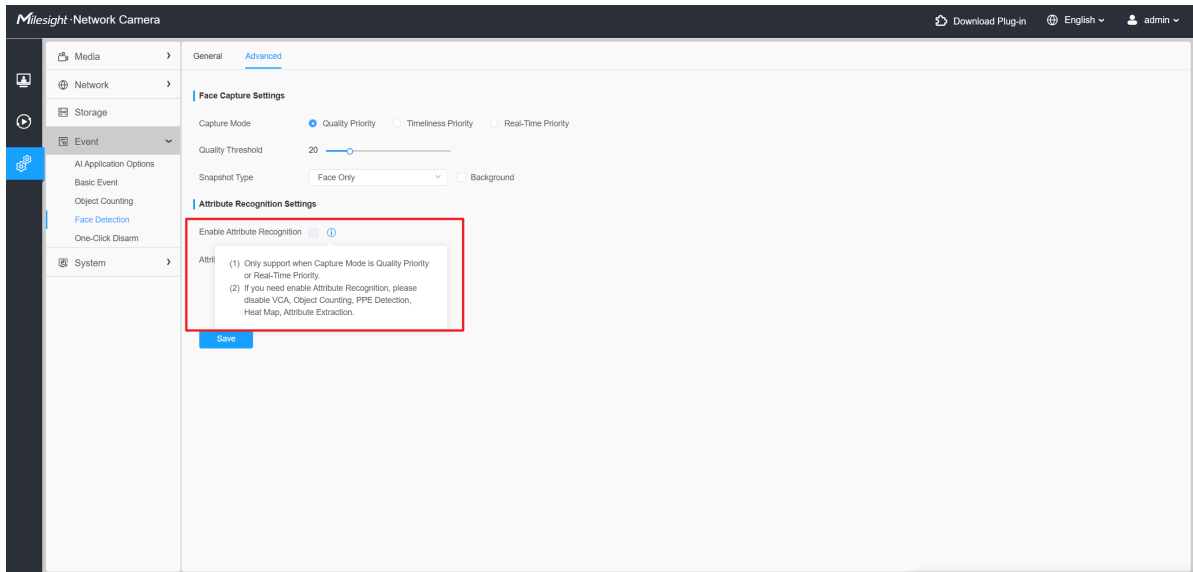 Milesight · Network Camera
Download Plug-in
English
admin
Media
Network
Storage
Event
AI Application Options
Basic Event
Object Counting
Face Detection
One-Click Disarm
System
General Advanced
Face Capture Settings
Capture Mode Quality Priority Timeliness Priority Real-Time Priority
Quality Threshold 20
Snapshot Type Face Only Background
Attribute Recognition Settings
Enable Attribute Recognition
Attri
(1) Only support when Capture Mode is Quality Priority
or Real-Time Priority.
(2) If you need enable Attribute Recognition, please
disable VCA, Object Counting, PPE Detection,
Heat Map, Attribute Extraction.
Save